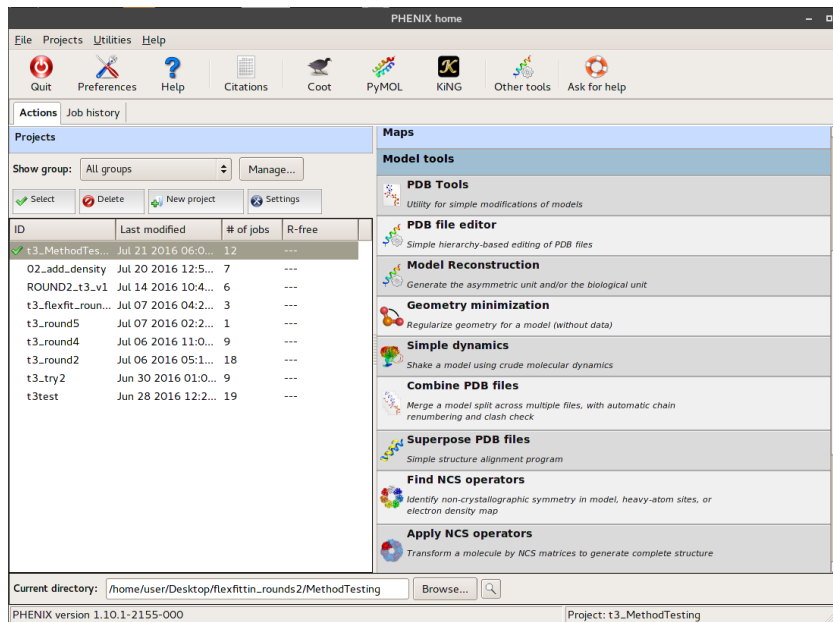 PHENIX home
File Projects Utilities Help
Quit Preferences Help Citations Coot PyMOL KiNG Other tools Ask for help
Actions Job history
Projects
Show group: All groups Manage...
Select Delete New project Settings
ID Last modified # of jobs R-free
t3_MethodTes... Jul 21 2016 06:0... 12 ---
02_add_density Jul 20 2016 12:5... 7 ---
ROUND2_t3_v1 Jul 14 2016 10:4... 6 ---
t3_flexfit_roun... Jul 07 2016 04:2... 3 ---
t3_round5 Jul 07 2016 02:2... 1 ---
t3_round4 Jul 06 2016 11:0... 9 ---
t3_round2 Jul 06 2016 05:1... 18 ---
t3_try2 Jun 30 2016 01:0... 9 ---
t3test Jun 28 2016 12:2... 19 ---
Maps
Model tools
PDB Tools
Utility for simple modifications of models
PDB file editor
Simple hierarchy-based editing of PDB files
Model Reconstruction
Generate the asymmetric unit and/or the biological unit
Geometry minimization
Regularize geometry for a model (without data)
Simple dynamics
Shake a model using crude molecular dynamics
Combine PDB files
Merge a model split across multiple files, with automatic chain
renumbering and clash check
Superpose PDB files
Simple structure alignment program
Find NCS operators
Identify non-crystallographic symmetry in model, heavy-atom sites, or
electron density map
Apply NCS operators
Transform a molecule by NCS matrices to generate complete structure
Current directory: /home/user/Desktop/flexfittin_rounds2/MethodTesting Browse...
PHENIX version 1.10.1-2155-000 Project: t3_MethodTesting